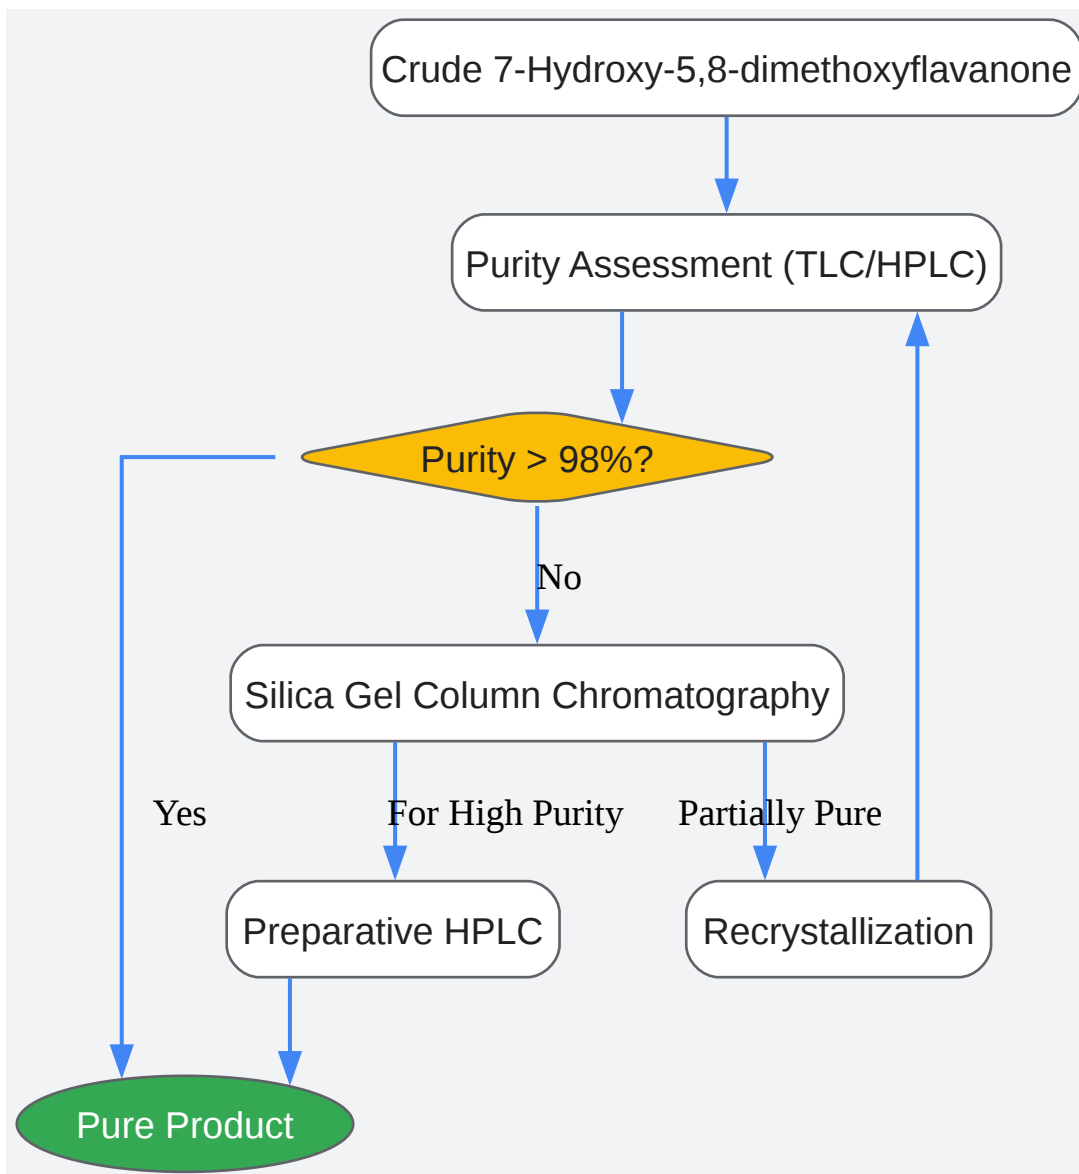 Crude 7-Hydroxy-5,8-dimethoxyflavanone
Purity Assessment (TLC/HPLC)
Purity > 98%?
No
Silica Gel Column Chromatography
Yes
For High Purity
Partially Pure
Preparative HPLC
Recrystallization
Pure Product